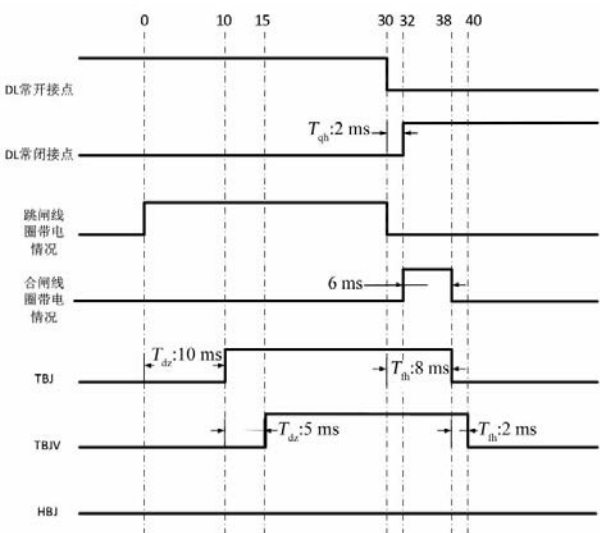 0 10 15 30 32 38 40
DL常开接点
T_qh:2 ms
DL常闭接点
跳闸线
圈带电
情况
合闸线
圈带电
情况
6 ms
T_dz:10 ms
T_fh:8 ms
TBJ
T_dz:5 ms
T_fh:2 ms
TBJV
HBJ